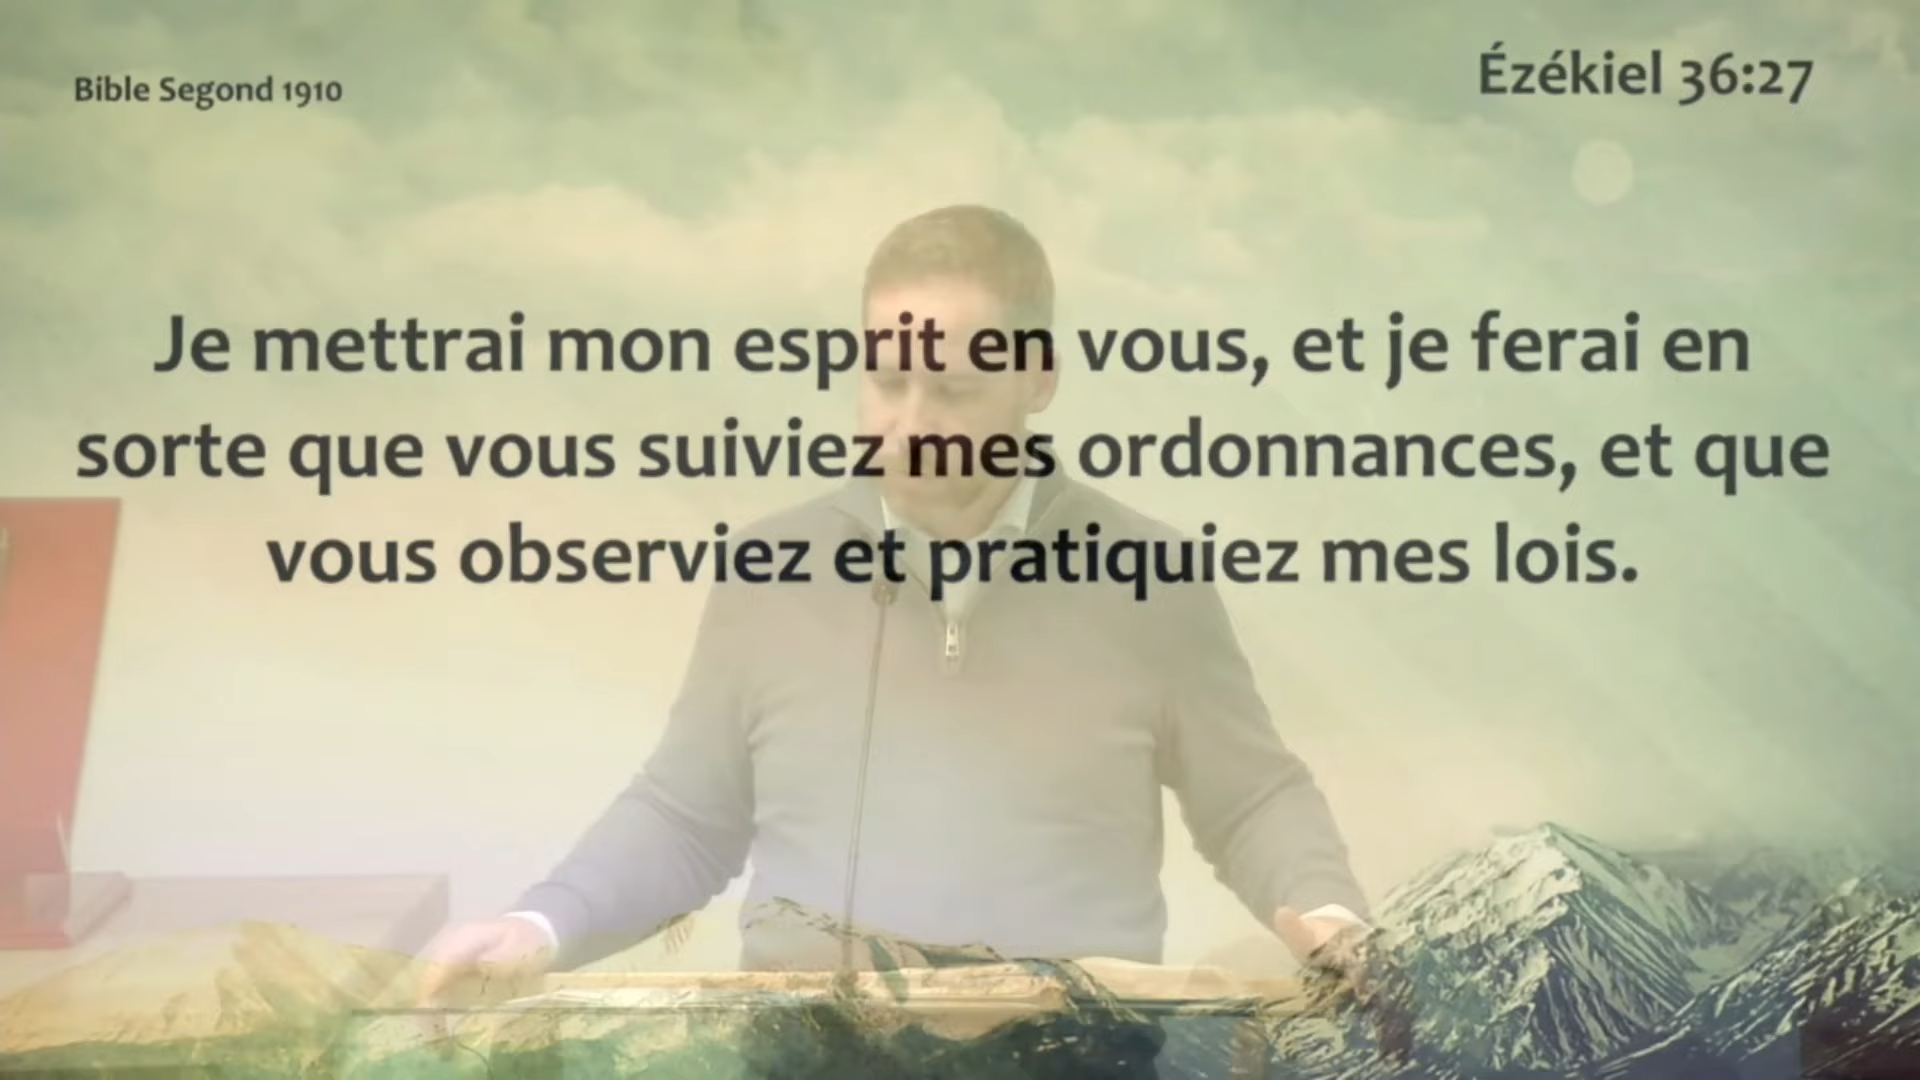 Bible Segond 1910
Ézékiel 36:27
Je mettrai mon esprit en vous, et je ferai en
sorte que vous suiviez mes ordonnances, et que
vous observiez et pratiquiez mes lois.